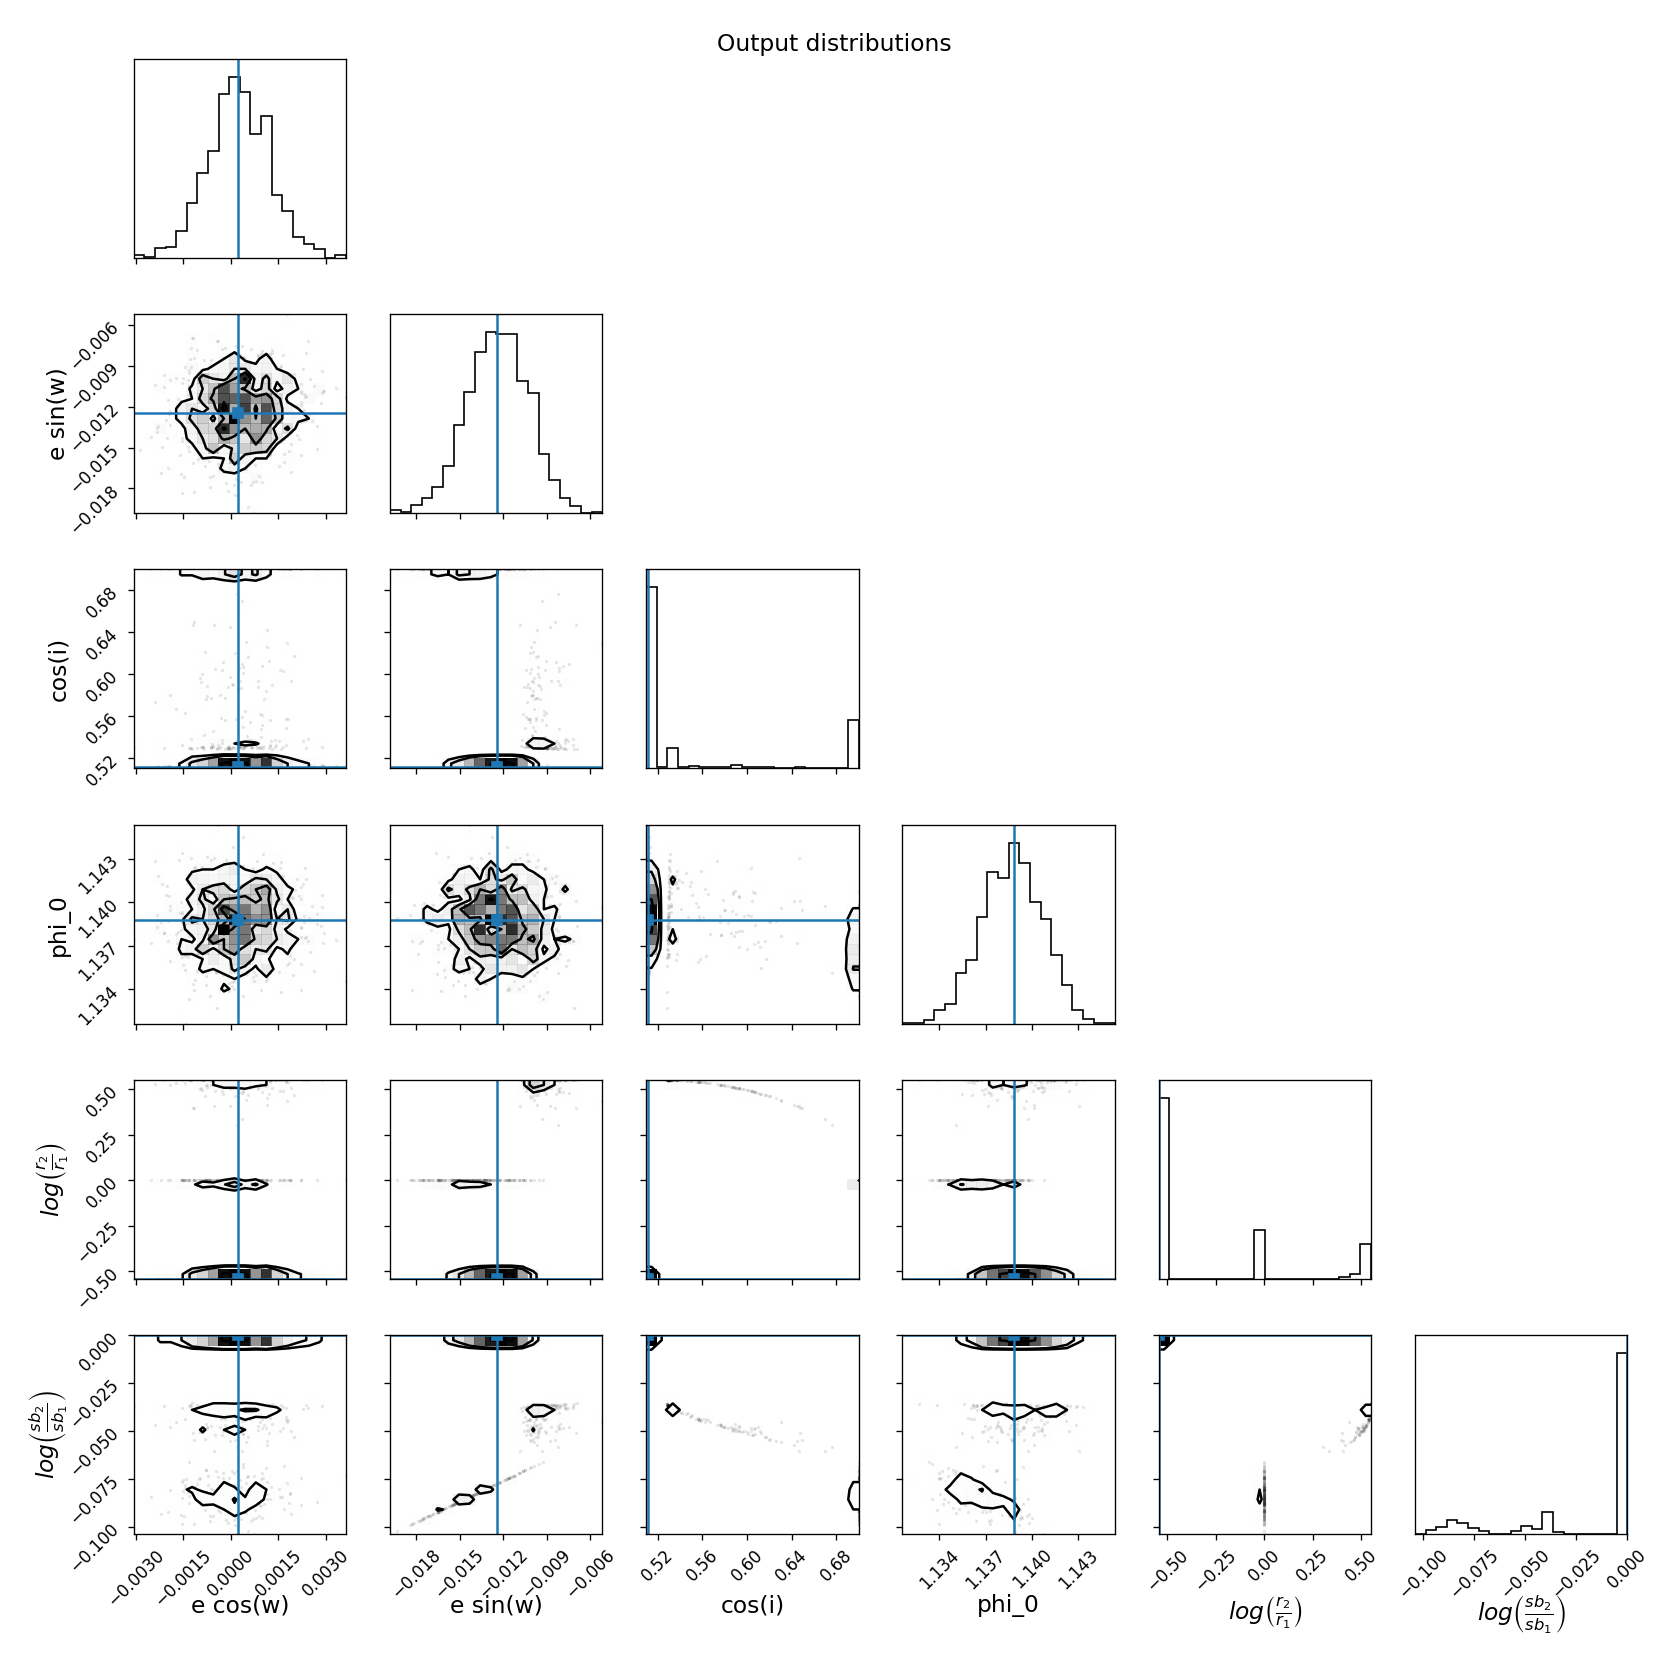 Output distributions
e sin(w)
−0.006
−0.009
−0.012
−0.015
−0.018
cos(i)
0.68
0.64
0.60
0.56
0.52
phi_0
1.143
1.140
1.137
1.134
log(r2/r1)
0.50
0.25
0.00
−0.25
−0.50
log(sb2/sb1)
0.000
−0.025
−0.050
−0.075
−0.100
−0.0030 −0.0015 0.0000 0.0015 0.0030
−0.018 −0.015 −0.012 −0.009 −0.006
0.52 0.56 0.60 0.64 0.68
1.134 1.137 1.140 1.143
−0.50 −0.25 0.00 0.25 0.50
−0.100 −0.075 −0.050 −0.025 0.000
e cos(w) e sin(w) cos(i) phi_0 log(r2/r1) log(sb2/sb1)